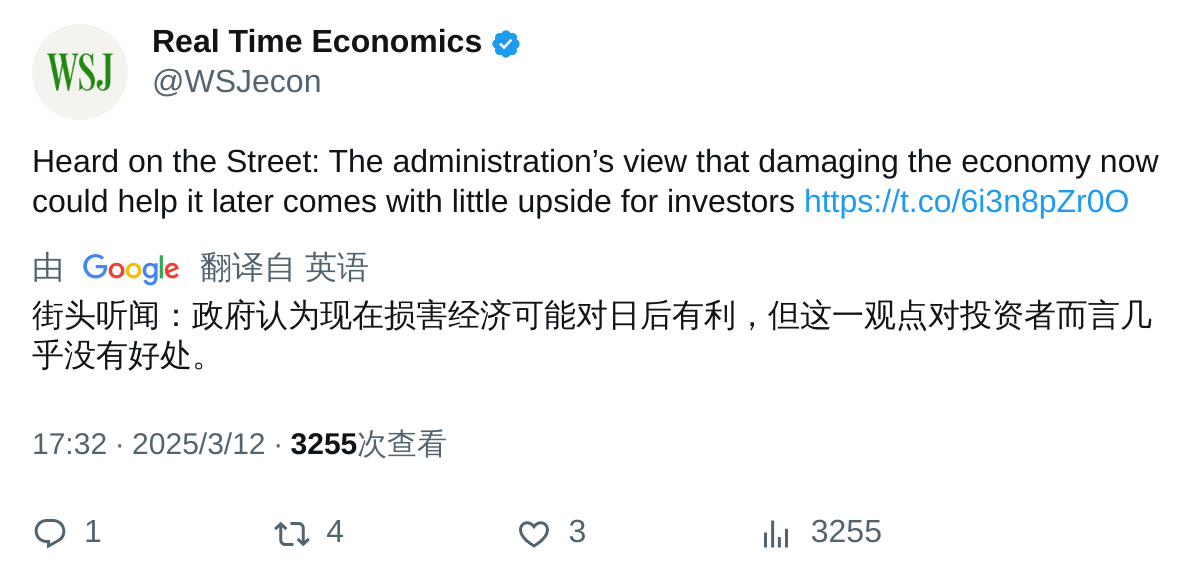 WSJ
Real Time Economics
@WSJecon
Heard on the Street: The administration’s view that damaging the economy now
could help it later comes with little upside for investors https://t.co/6i3n8pZr0O
由 Google 翻译自 英语
街头听闻：政府认为现在损害经济可能对日后有利，但这一观点对投资者而言几
乎没有好处。
17:32 · 2025/3/12 · 3255次查看
1 4 3 3255